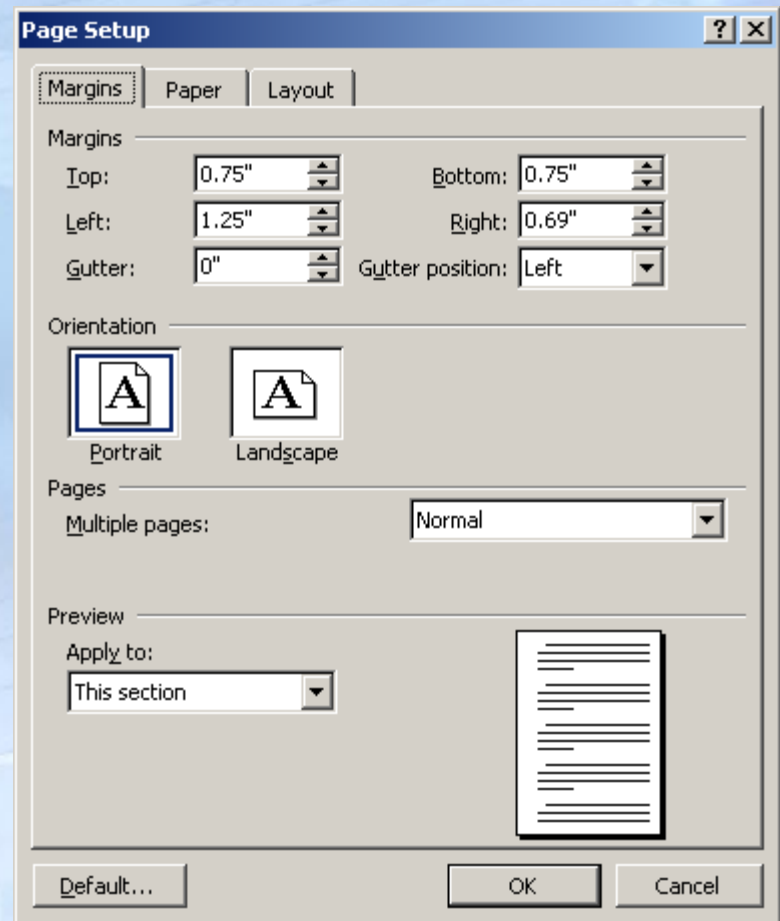 Page Setup
Margins Paper Layout
Margins
Top: 0.75" Bottom: 0.75"
Left: 1.25" Right: 0.69"
Gutter: 0" Gutter position: Left
Orientation
A A
Portrait Landscape
Pages
Multiple pages: Normal
Preview
Apply to:
This section
Default... OK Cancel